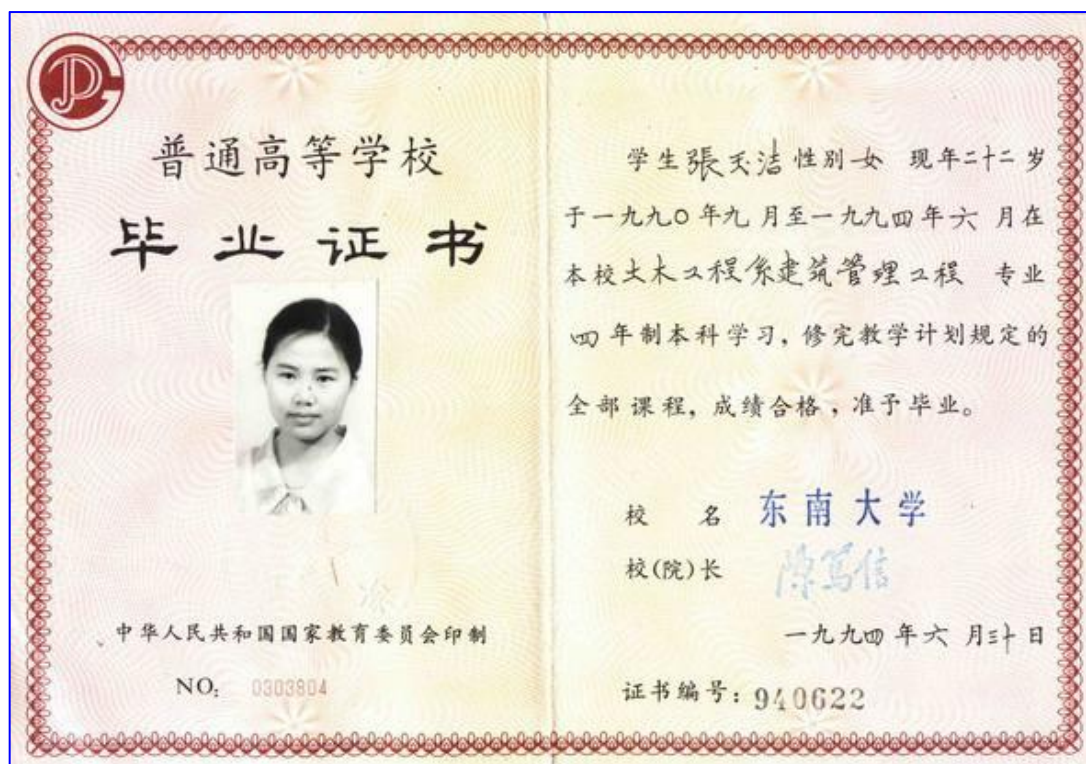 普通高等学校
毕业证书
中华人民共和国国家教育委员会印制
NO: 0303804
学生張天洁性别女 现年二十二岁
于一九九〇年九月至一九九四年六月在
本校土木工程系建筑管理工程 专业
四年制本科学习，修完教学计划规定的
全部课程，成绩合格，准予毕业。
校 名 东南大学
校(院)长 陈笃信
一九九四年六月三十日
证书编号：940622